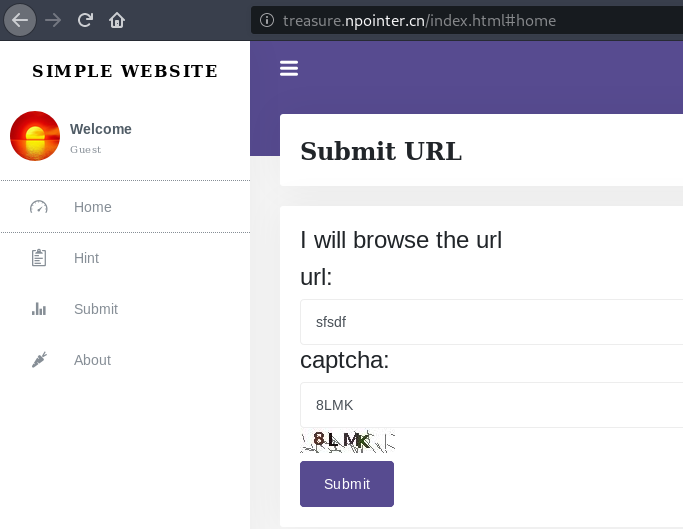 treasure.npointer.cn/index.html#home
SIMPLE WEBSITE
Welcome
Guest
Home
Hint
Submit
About
Submit URL
I will browse the url
url:
sfsdf
captcha:
8LMK
8LMK
Submit